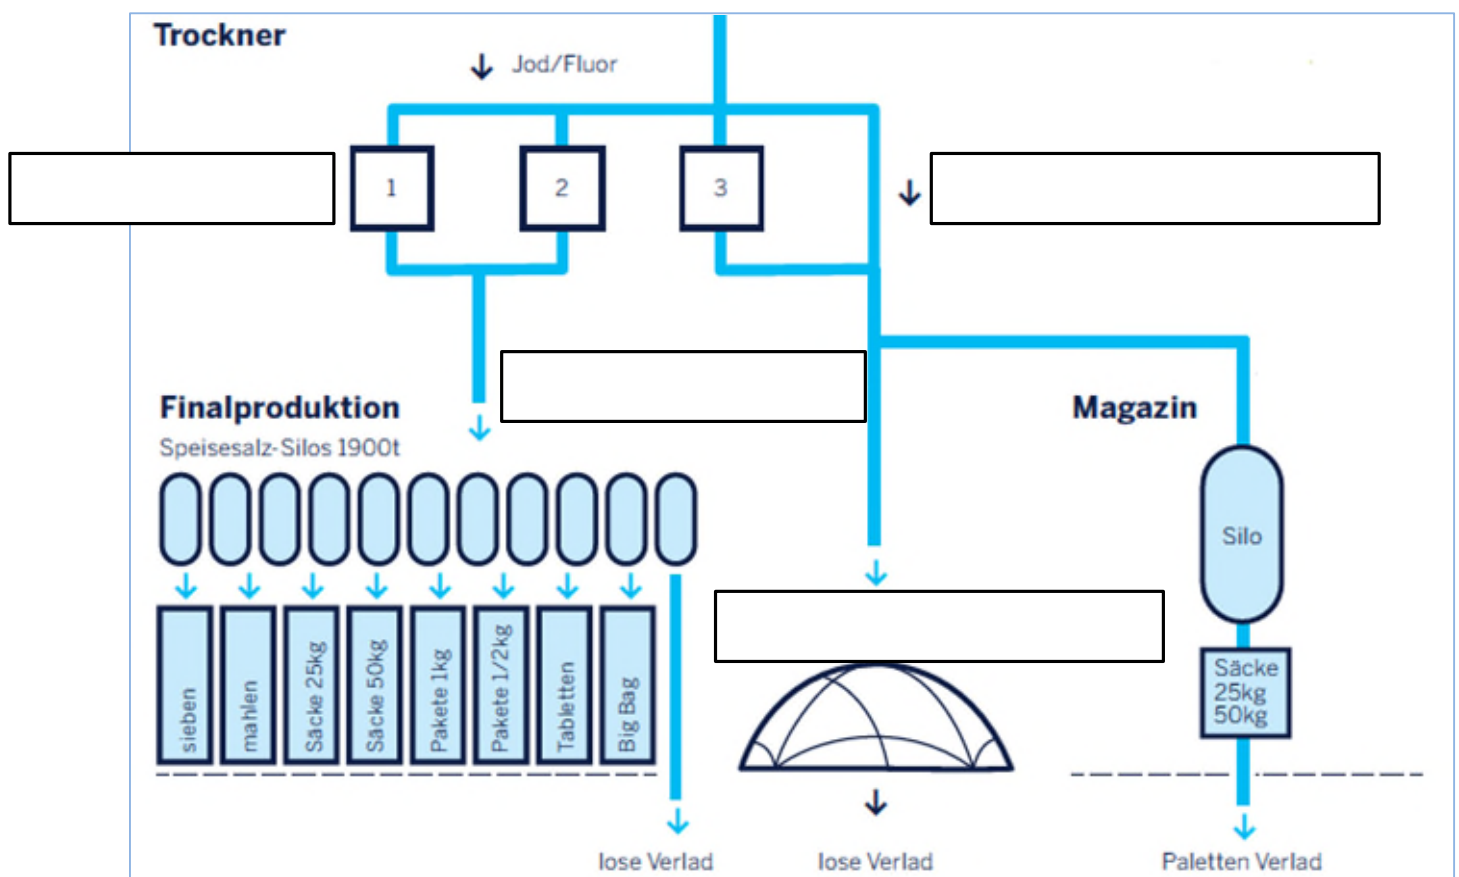 Trockner
Jod/Fluor
1
2
3
Finalproduktion
Speisesalz-Silos 1900t
Magazin
Silo
sieben
mahlen
Säcke 25kg
Säcke 50kg
Pakete 1kg
Pakete 1/2kg
Tabletten
Big Bag
Säcke
25kg
50kg
lose Verlad
lose Verlad
Paletten Verlad